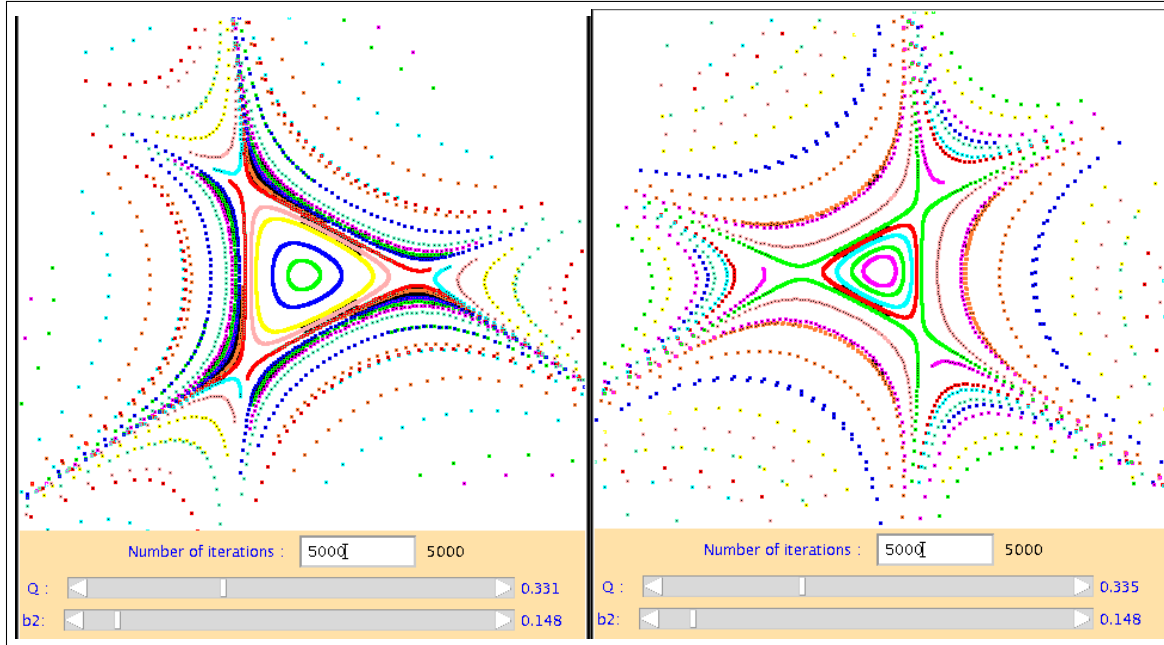 Number of iterations : 5000 5000
Q : 0.331
b2: 0.148
Number of iterations : 5000 5000
Q : 0.335
b2: 0.148